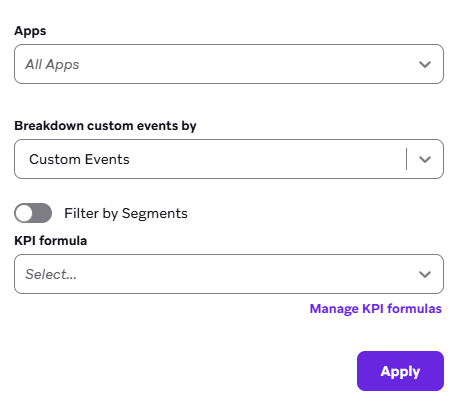 Apps
All Apps
Breakdown custom events by
Custom Events
Filter by Segments
KPI formula
Select...
Manage KPI formulas
Apply